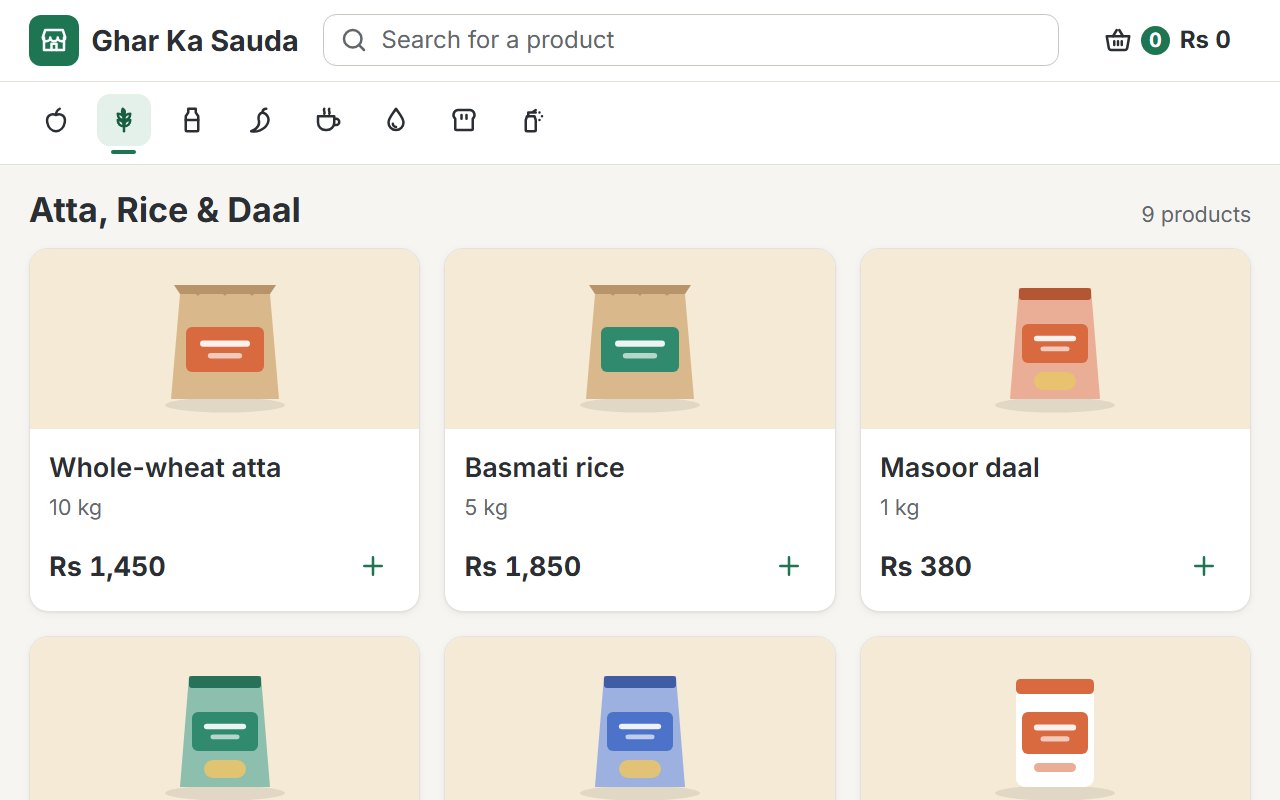 Ghar Ka Sauda
Search for a product
0 Rs 0
Atta, Rice & Daal
9 products
Whole-wheat atta
10 kg
Rs 1,450
Basmati rice
5 kg
Rs 1,850
Masoor daal
1 kg
Rs 380